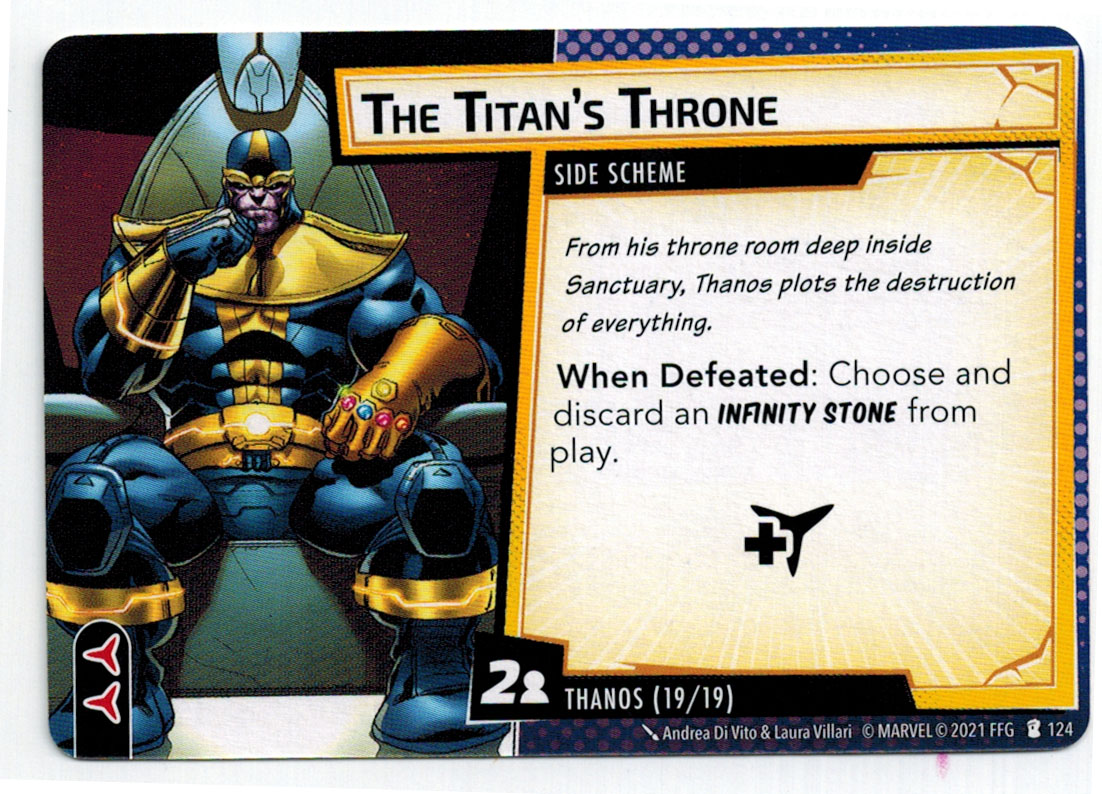 THE TITAN'S THRONE
SIDE SCHEME
From his throne room deep inside
Sanctuary, Thanos plots the destruction
of everything.
When Defeated: Choose and
discard an INFINITY STONE from
play.
2
THANOS (19/19)
Andrea Di Vito & Laura Villari © MARVEL © 2021 FFG 124